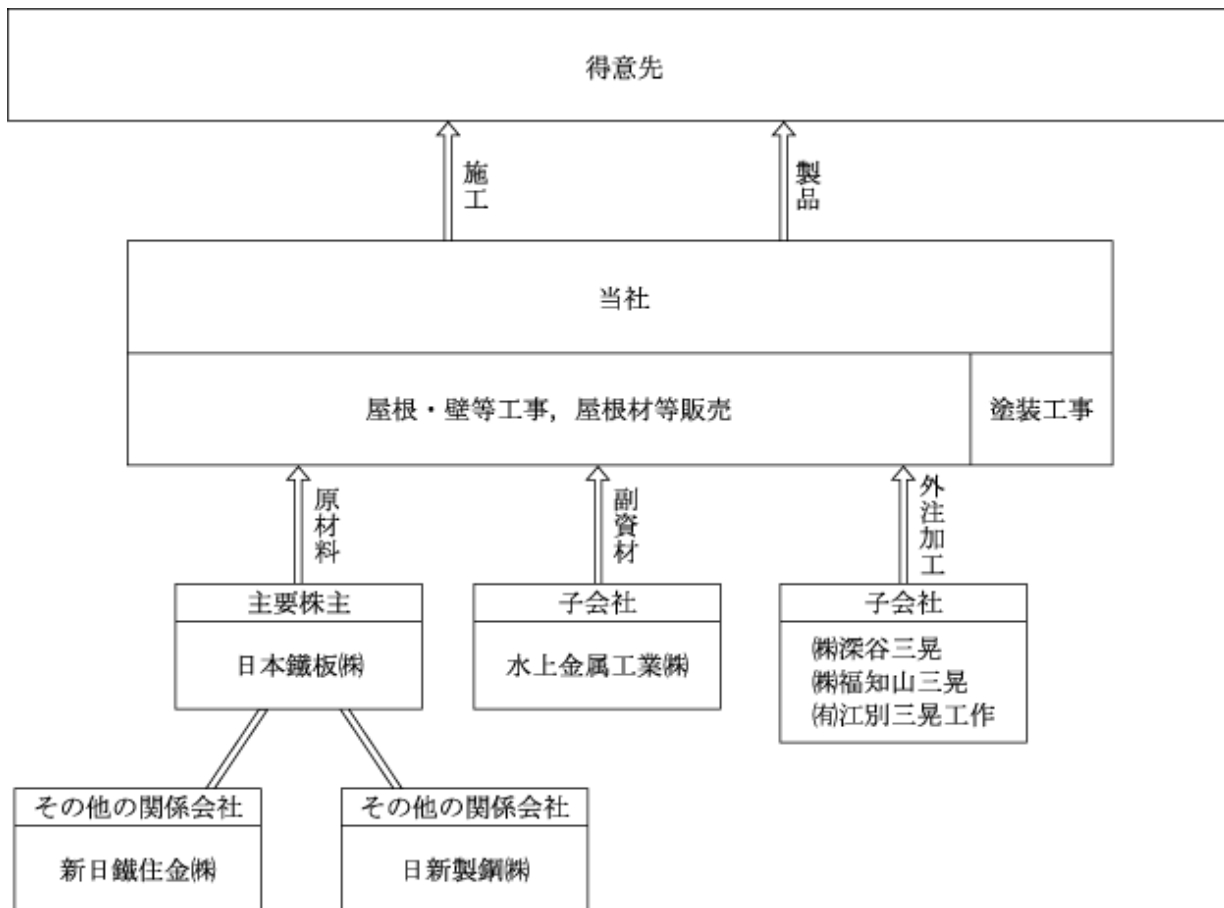 得意先
施工
製品
当社
屋根・壁等工事，屋根材等販売
塗装工事
原材料
副資材
外注加工
主要株主
日本鐵板㈱
子会社
水上金属工業㈱
子会社
㈱深谷三晃
㈱福知山三晃
㈲江別三晃工作
その他の関係会社
新日鐵住金㈱
その他の関係会社
日新製鋼㈱